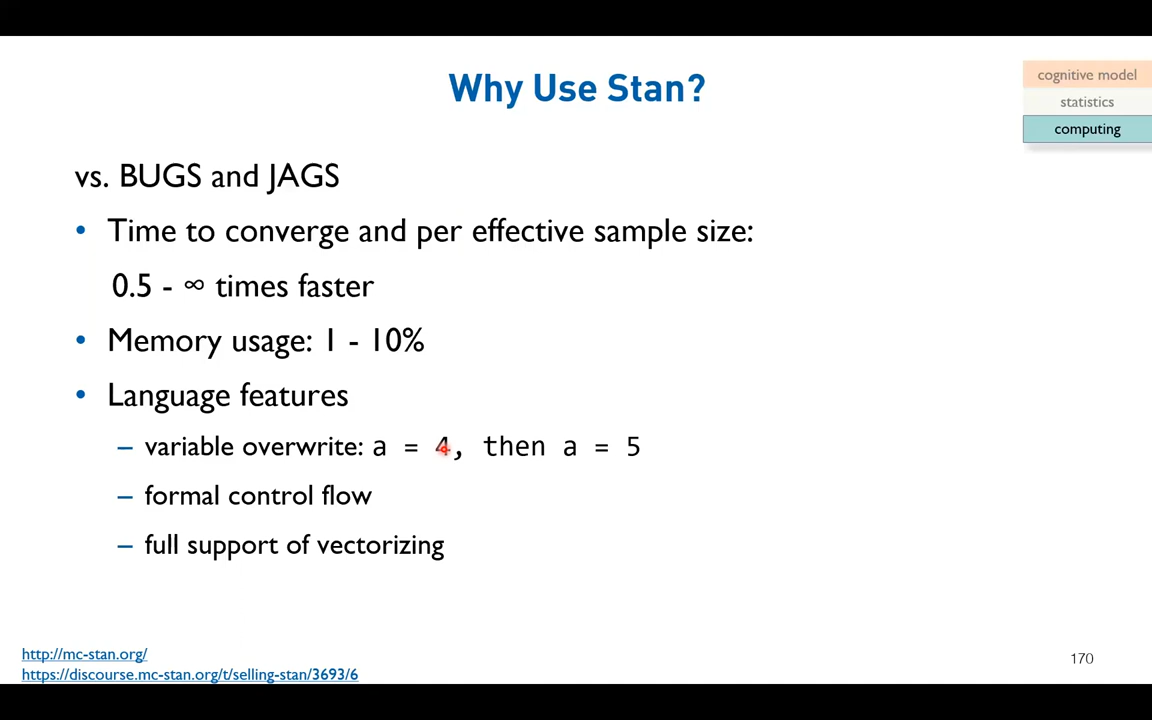 Why Use Stan?
cognitive model
statistics
computing
vs. BUGS and JAGS
• Time to converge and per effective sample size:
0.5 - ∞ times faster
• Memory usage: 1 - 10%
• Language features
– variable overwrite: a = 4, then a = 5
– formal control flow
– full support of vectorizing
http://mc-stan.org/
https://discourse.mc-stan.org/t/selling-stan/3693/6
170